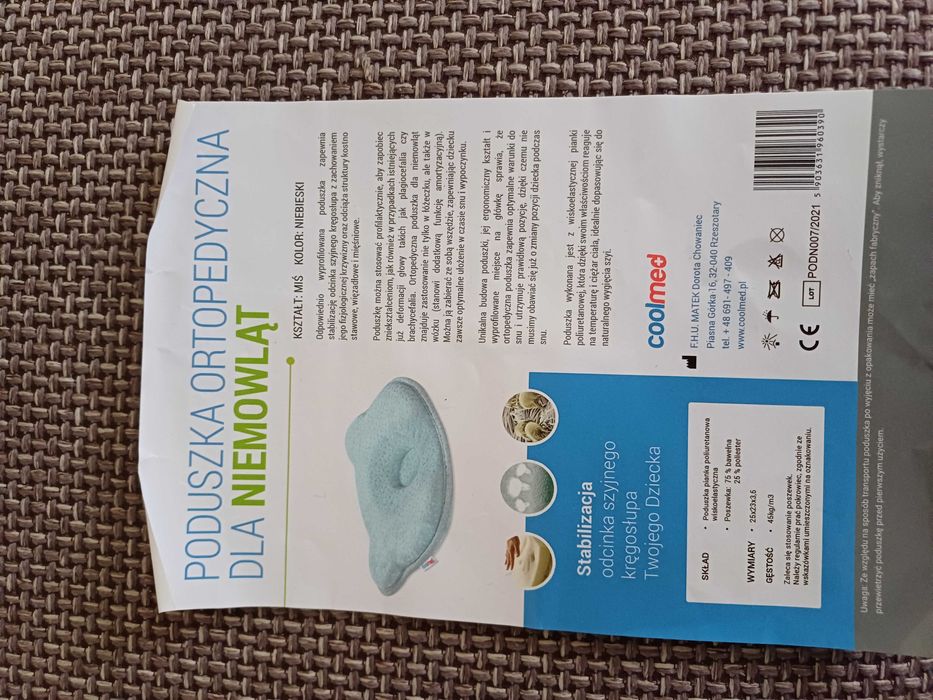 PODUSZKA ORTOPEDYCZNA
DLA NIEMOWLĄT
KSZTAŁT: MIŚ KOLOR: NIEBIESKI
Odpowiednio wyprofilowana poduszka zapewnia
stabilizację odcinka szyjnego kręgosłupa z zachowaniem
jego fizjologicznej krzywizny oraz odciąża struktury kostno
stawowe, więzadłowe i mięśniowe.
Poduszkę można stosować profilaktycznie, aby zapobiec
zniekształceniom, jak również w przypadkach istniejących
już deformacji głowy takich jak plagiocefalia czy
brachycefalia. Ortopedyczna poduszka dla niemowląt
znajduje zastosowanie nie tylko w łóżeczku, ale także w
wózku (stanowi dodatkową funkcję amortyzacyjną).
Można ją zabierać ze sobą wszędzie, zapewniając dziecku
zawsze optymalne ułożenie w czasie snu i wypoczynku.
Unikalna budowa poduszki, jej ergonomiczny kształt i
wyprofilowane miejsce na główkę sprawia, że
ortopedyczna poduszka zapewnia optymalne warunki do
snu i utrzymuje prawidłową pozycję, dzięki czemu nie
musimy obawiać się już o zmiany pozycji dziecka podczas
snu.
Poduszka wykonana jest z wiskoelastycznej pianki
poliuretanowej, która dzięki swoim właściwościom reaguje
na temperaturę i ciężar ciała, idealnie dopasowując się do
naturalnego wygięcia szyi.
Stabilizacja
odcinka szyjnego
kręgosłupa
Twojego Dziecka
SKŁAD • Poduszka pianka poliuretanowa
wiskoelastyczna
• Poszewka: 75 % bawełna
25 % poliester
WYMIARY • 25x23x3,5
GĘSTOŚĆ • 45kg/m3
Zaleca się stosowanie poszewek.
Należy regularnie prać pokrowiec, zgodnie ze
wskazówkami umieszczonymi na oznakowaniu.
coolmed
F.H.U. MATEK Dorota Chowaniec
Piasna Górka 16, 32-040 Rzeszotary
tel. + 48 691- 497 - 409
www.coolmed.pl
CE LOT PODN007/2021
5903631960390
Uwaga: Ze względu na sposób transportu poduszka po wyjęciu z opakowania może mieć „zapach fabryczny". Aby zniknął, wystarczy
przewietrzyć poduszkę przed pierwszym użyciem.